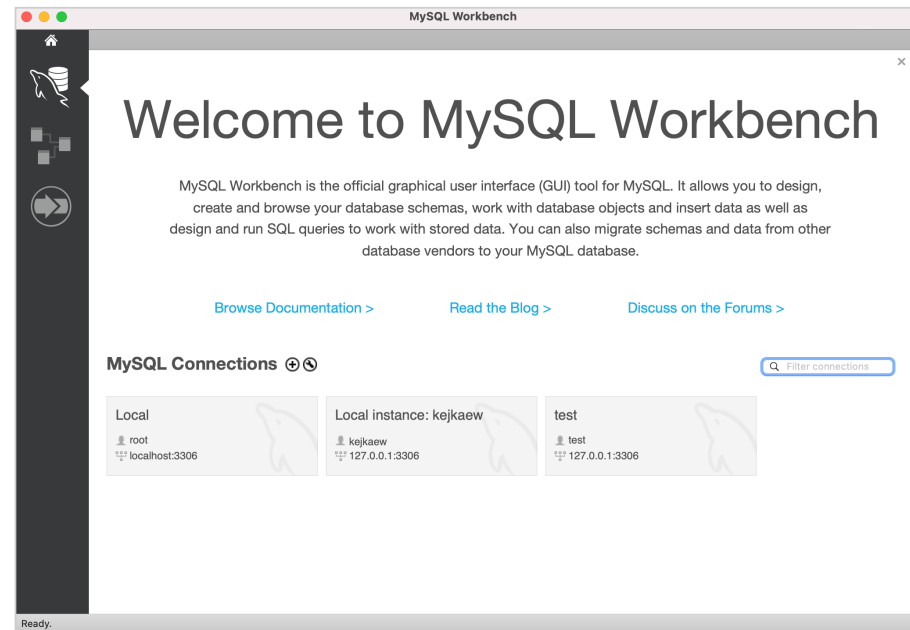 MySQL Workbench
Welcome to MySQL Workbench
MySQL Workbench is the official graphical user interface (GUI) tool for MySQL. It allows you to design,
create and browse your database schemas, work with database objects and insert data as well as
design and run SQL queries to work with stored data. You can also migrate schemas and data from other
database vendors to your MySQL database.
Browse Documentation > Read the Blog > Discuss on the Forums >
MySQL Connections
Filter connections
Local
root
localhost:3306
Local instance: kejkaew
kejkaew
127.0.0.1:3306
test
test
127.0.0.1:3306
Ready.